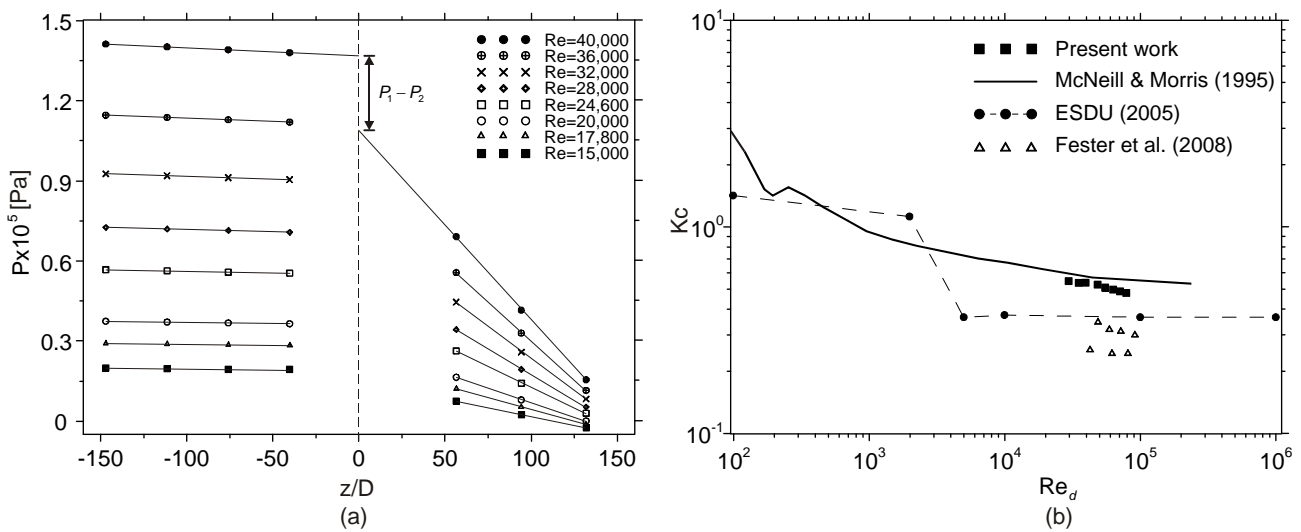 1.5
1.2
0.9
0.6
0.3
0
Px10⁵ [Pa]
-150
-100
-50
0
50
100
150
z/D
(a)
P₁ – P₂
Re=40,000
Re=36,000
Re=32,000
Re=28,000
Re=24,600
Re=20,000
Re=17,800
Re=15,000
10¹
10⁰
10⁻¹
Kc
10²
10³
10⁴
10⁵
10⁶
Re_d
(b)
Present work
McNeill & Morris (1995)
ESDU (2005)
Fester et al. (2008)